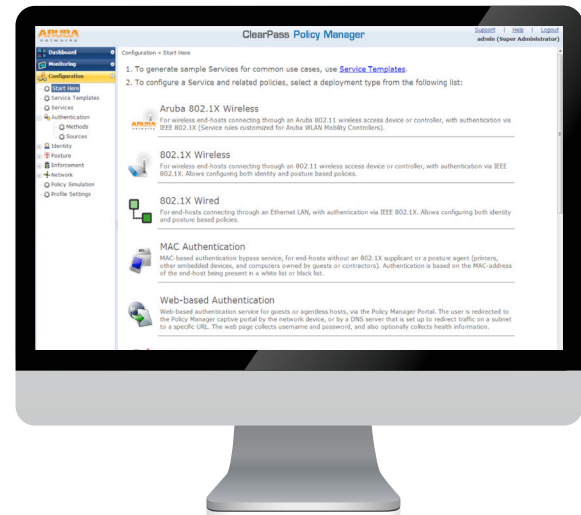 ARUBA
networks
ClearPass Policy Manager
Support | Help | Logout
admin (Super Administrator)
Dashboard
Monitoring
Configuration
Start Here
Service Templates
Services
Authentication
Methods
Sources
Identity
Posture
Enforcement
Network
Policy Simulation
Profile Settings
Configuration » Start Here
1. To generate sample Services for common use cases, use Service Templates.
2. To configure a Service and related policies, select a deployment type from the following list:
ARUBA
networks
Aruba 802.1X Wireless
For wireless end-hosts connecting through an Aruba 802.11 wireless access device or controller, with authentication via
IEEE 802.1X (Service rules customized for Aruba WLAN Mobility Controllers).
802.1X Wireless
For wireless end-hosts connecting through an 802.11 wireless access device or controller, with authentication via IEEE
802.1X. Allows configuring both identity and posture based policies.
802.1X Wired
For end-hosts connecting through an Ethernet LAN, with authentication via IEEE 802.1X. Allows configuring both identity
and posture based policies.
MAC Authentication
MAC-based authentication bypass service, for end-hosts without an 802.1X supplicant or a posture agent (printers,
other embedded devices, and computers owned by guests or contractors). Authentication is based on the MAC-address
of the end-host being present in a white list or black list.
Web-based Authentication
Web-based authentication service for guests or agentless hosts, via the Policy Manager Portal. The user is redirected to
the Policy Manager captive portal by the network device, or by a DNS server that is set up to redirect traffic on a subnet
to a specific URL. The web page collects username and password, and also optionally collects health information.